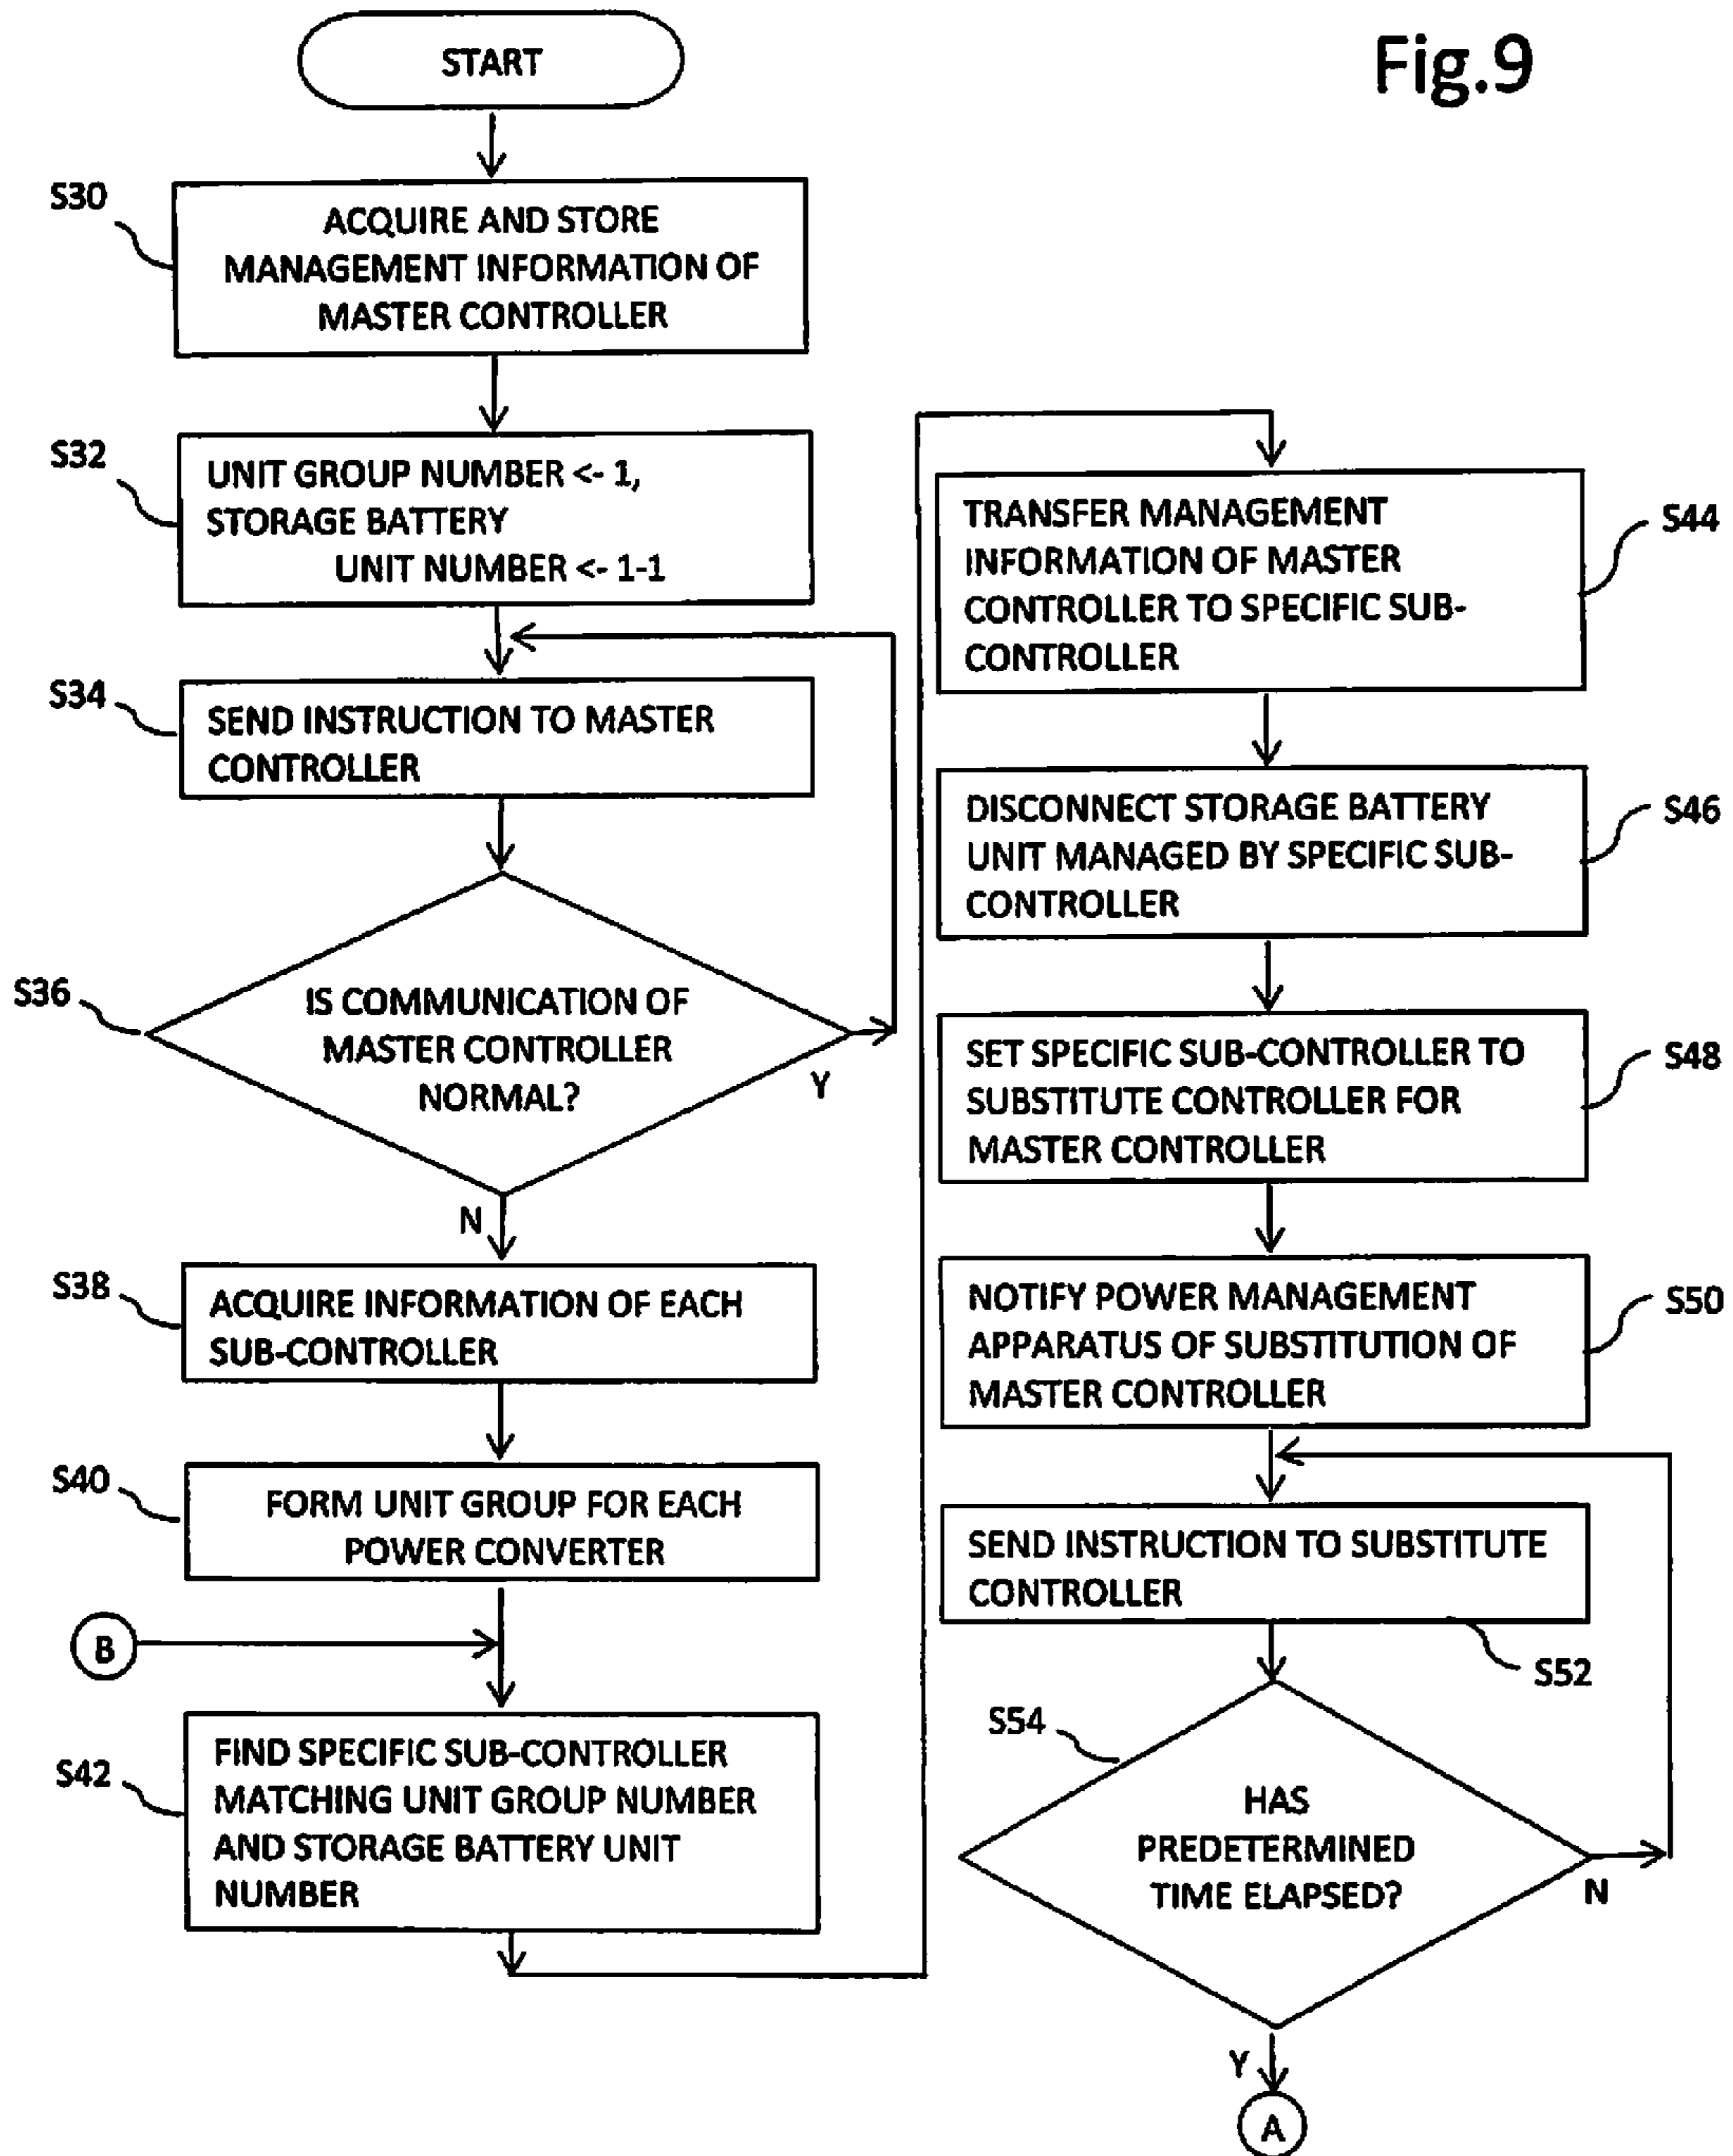 Fig.9
START
S30
ACQUIRE AND STORE
MANAGEMENT INFORMATION OF
MASTER CONTROLLER
S32
UNIT GROUP NUMBER <- 1,
STORAGE BATTERY
UNIT NUMBER <- 1-1
S34
SEND INSTRUCTION TO MASTER
CONTROLLER
S36
IS COMMUNICATION OF
MASTER CONTROLLER
NORMAL?
Y
N
S38
ACQUIRE INFORMATION OF EACH
SUB-CONTROLLER
S40
FORM UNIT GROUP FOR EACH
POWER CONVERTER
B
S42
FIND SPECIFIC SUB-CONTROLLER
MATCHING UNIT GROUP NUMBER
AND STORAGE BATTERY UNIT
NUMBER
TRANSFER MANAGEMENT
INFORMATION OF MASTER
CONTROLLER TO SPECIFIC SUB-
CONTROLLER
S44
DISCONNECT STORAGE BATTERY
UNIT MANAGED BY SPECIFIC SUB-
CONTROLLER
S46
SET SPECIFIC SUB-CONTROLLER TO
SUBSTITUTE CONTROLLER FOR
MASTER CONTROLLER
S48
NOTIFY POWER MANAGEMENT
APPARATUS OF SUBSTITUTION OF
MASTER CONTROLLER
S50
SEND INSTRUCTION TO SUBSTITUTE
CONTROLLER
S52
S54
HAS
PREDETERMINED
TIME ELAPSED?
N
Y
A